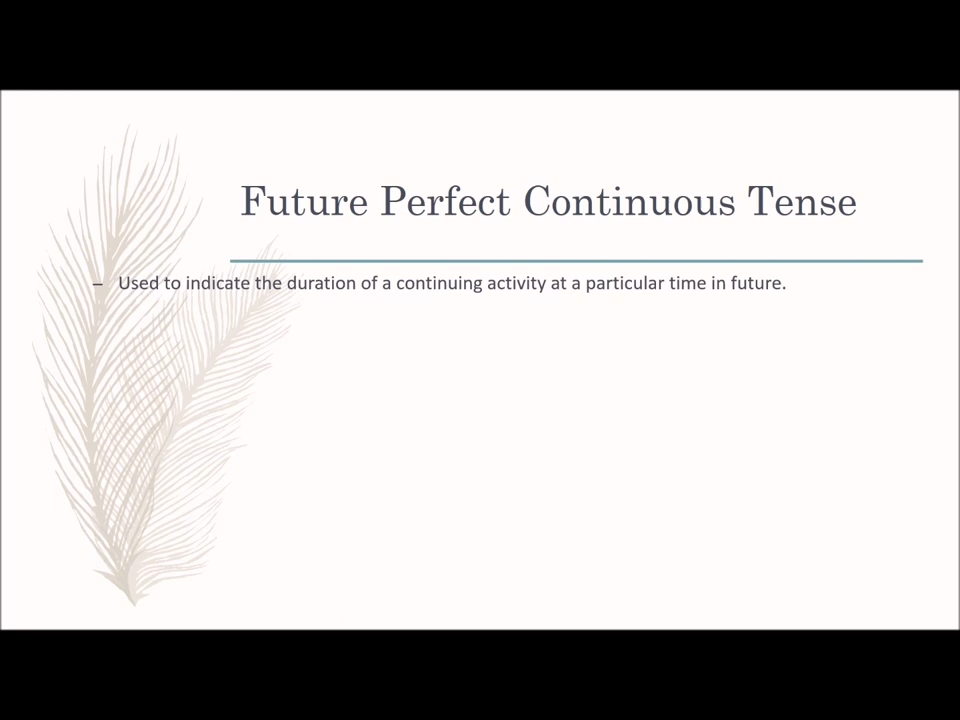 Future Perfect Continuous Tense
– Used to indicate the duration of a continuing activity at a particular time in future.